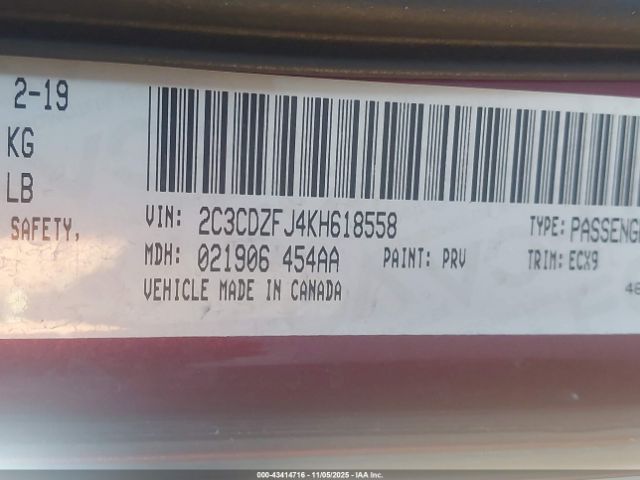 2-19
KG
LB
SAFETY,
VIN: 2C3CDZFJ4KH618558
TYPE: PASSENG
MDH: 021906 454AA
PAINT: PRV
TRIM: ECX9
VEHICLE MADE IN CANADA
000-43414716 - 11/05/2025 - IAA Inc.